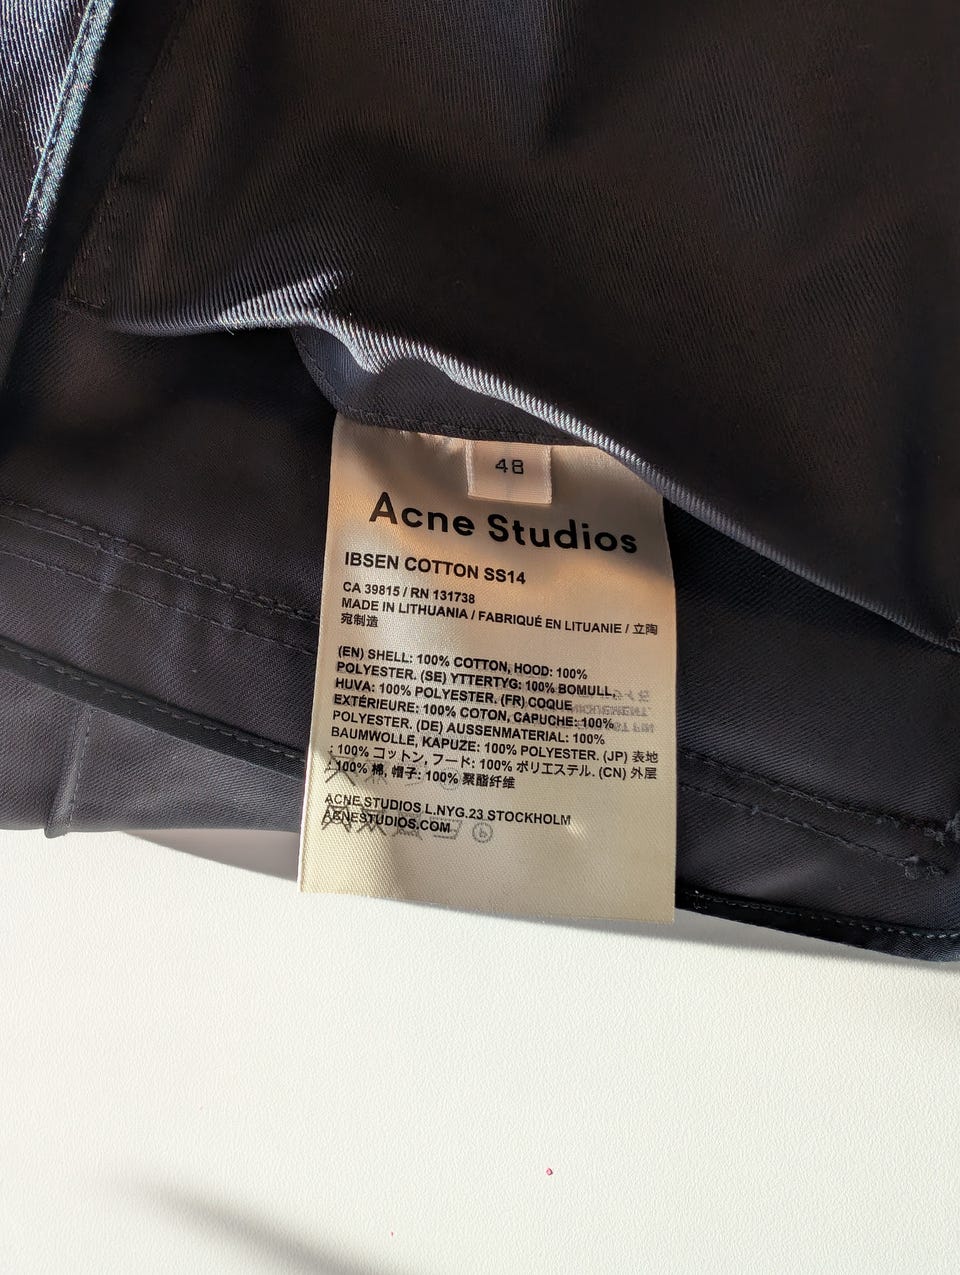 48
Acne Studios
IBSEN COTTON SS14
CA 39815 / RN 131738
MADE IN LITHUANIA / FABRIQUÉ EN LITUANIE / 立陶
宛制造
(EN) SHELL: 100% COTTON, HOOD: 100%
POLYESTER. (SE) YTTERTYG: 100% BOMULL,
HUVA: 100% POLYESTER. (FR) COQUE
EXTÉRIEURE: 100% COTON, CAPUCHE: 100%
POLYESTER. (DE) AUSSENMATERIAL: 100%
BAUMWOLLE, KAPUZE: 100% POLYESTER. (JP) 表地
: 100% コットン, フード: 100% ポリエステル. (CN) 外层
: 100% 棉, 帽子: 100% 聚酯纤维
ACNE STUDIOS L.NYG.23 STOCKHOLM
ACNESTUDIOS.COM